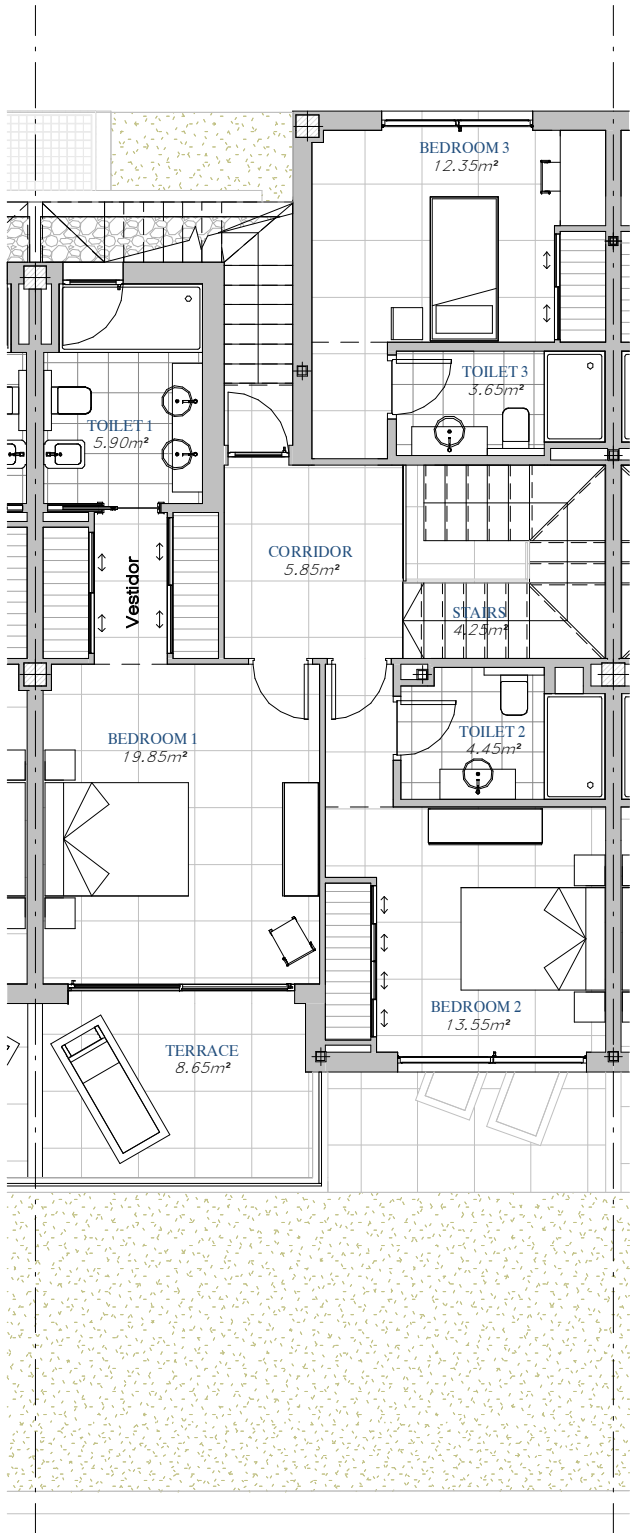 BEDROOM 3
12.35m²
TOILET 3
3.65m²
TOILET 1
5.90m²
CORRIDOR
5.85m²
Vestidor
STAIRS
4.25m²
BEDROOM 1
19.85m²
TOILET 2
4.45m²
BEDROOM 2
13.55m²
TERRACE
8.65m²